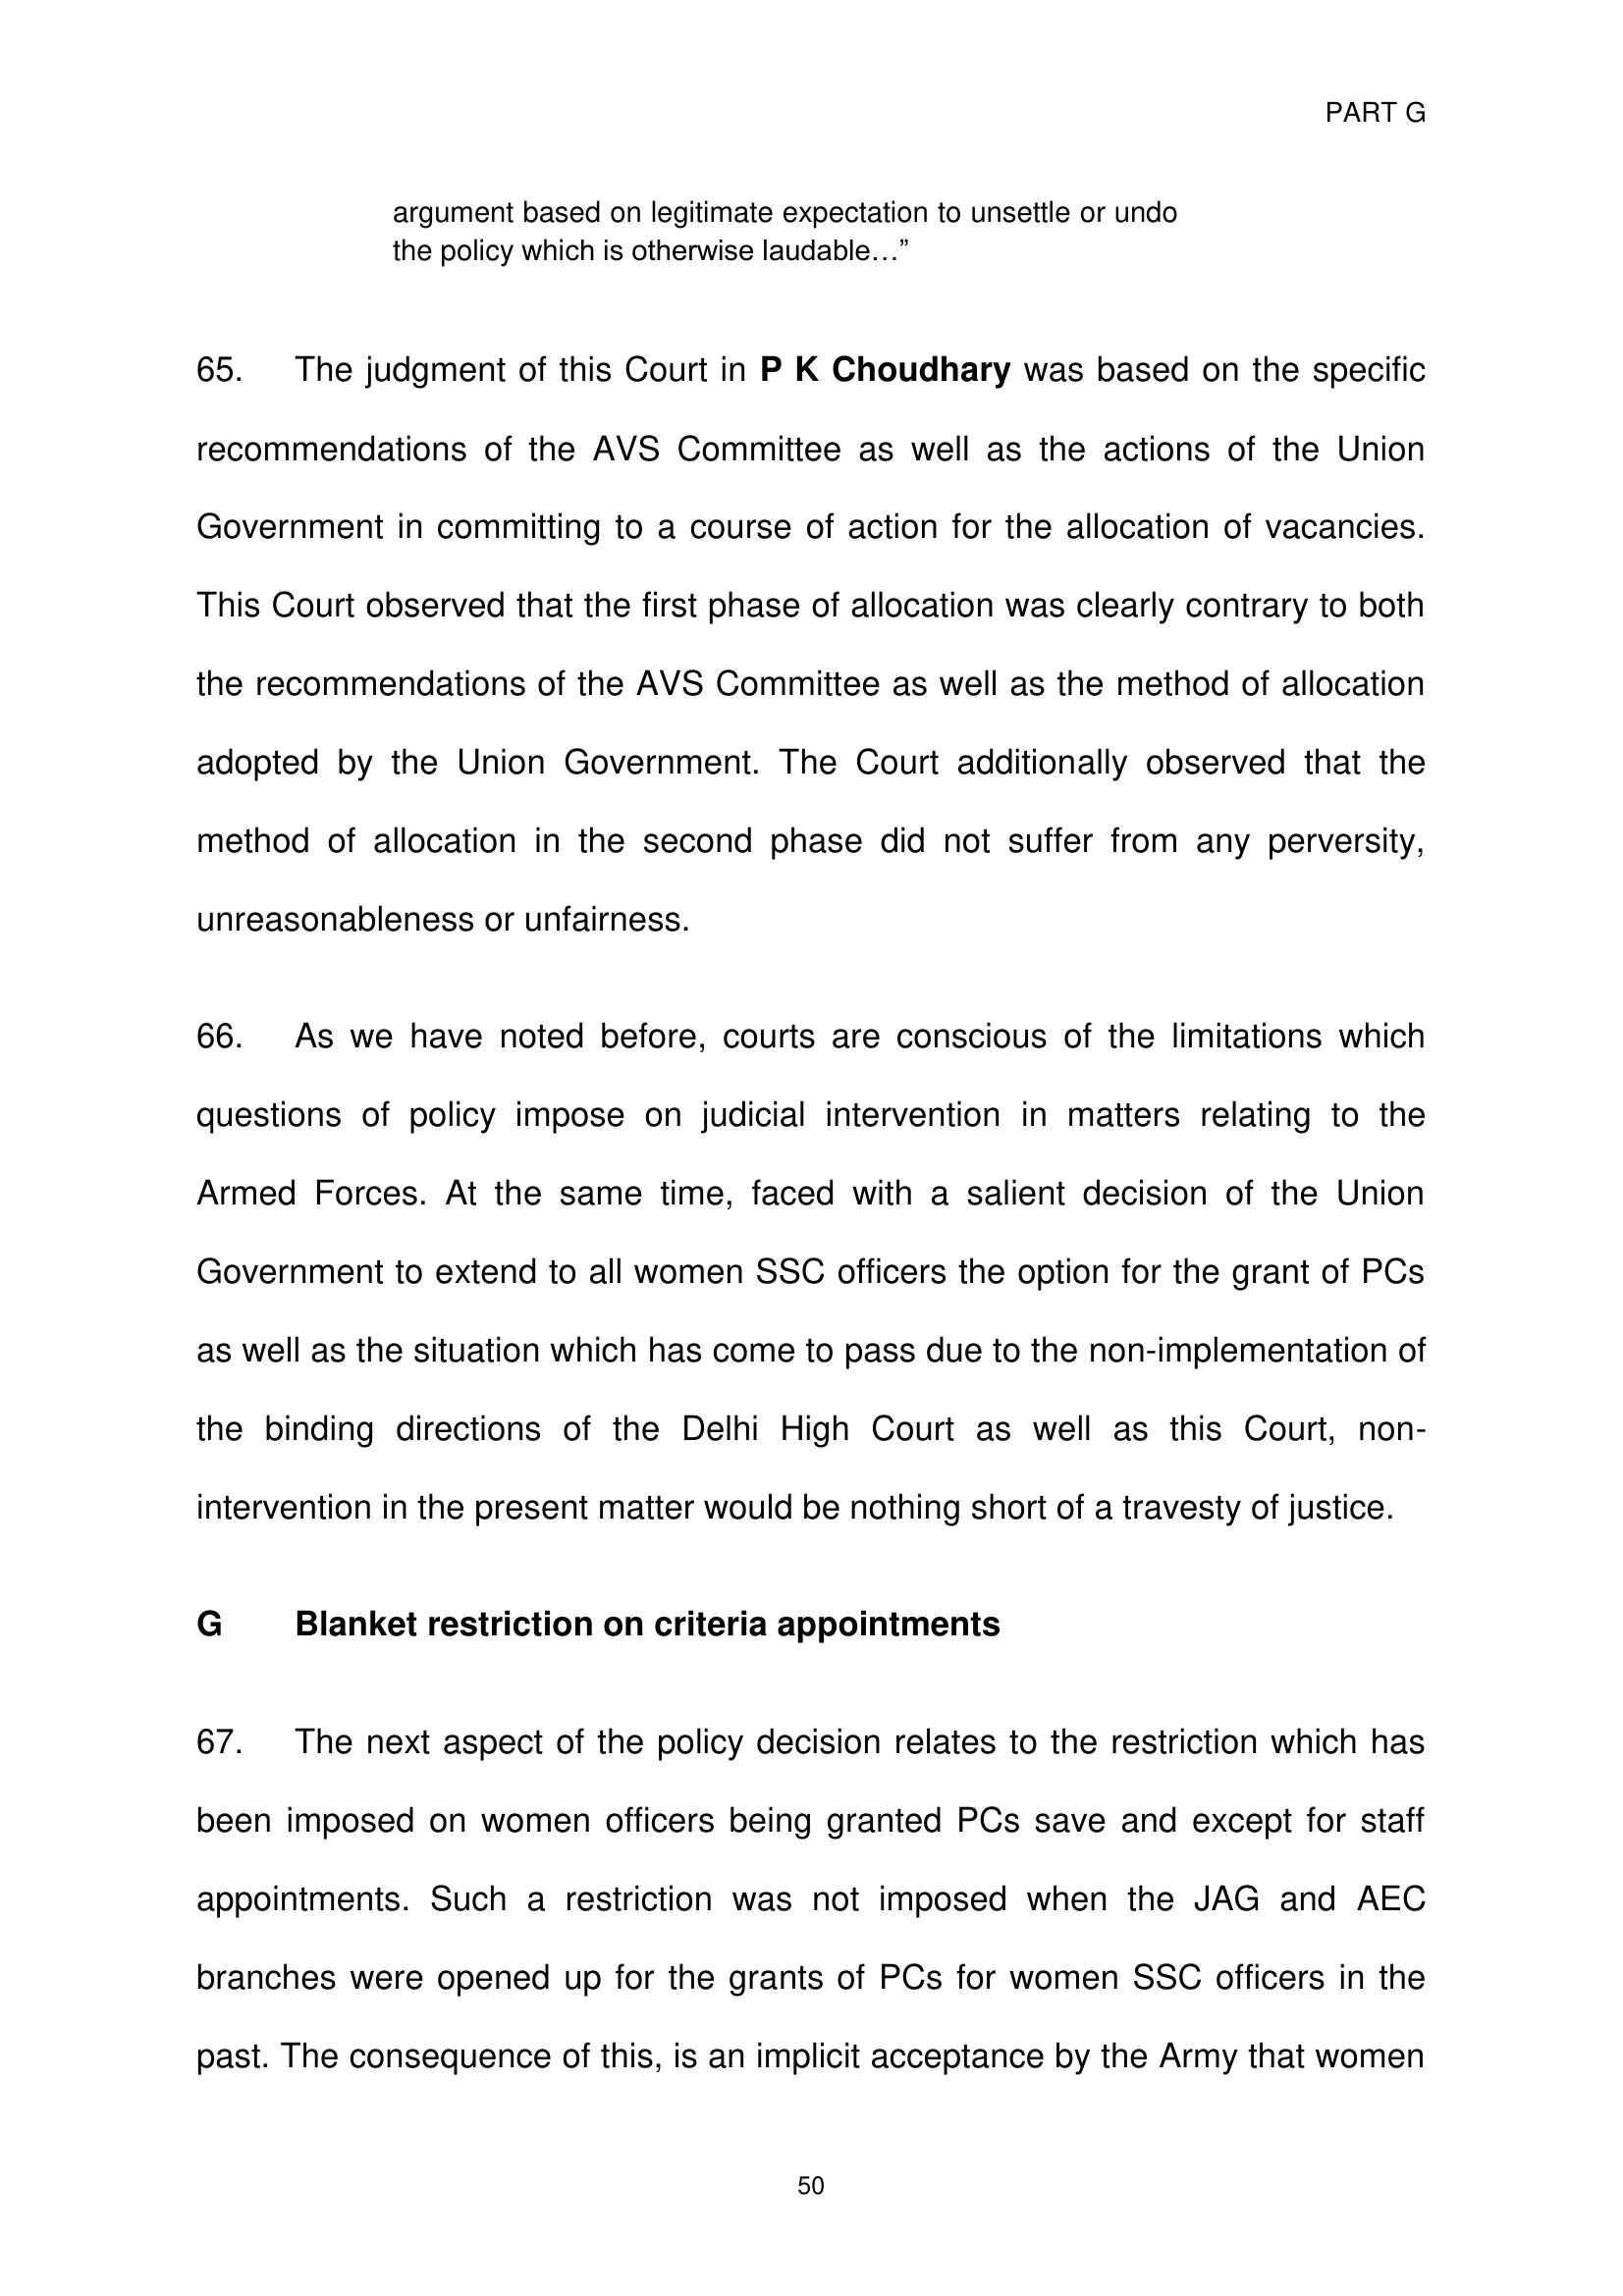 PART G
argument based on legitimate expectation to unsettle or undo
the policy which is otherwise laudable…”
65. The judgment of this Court in P K Choudhary was based on the specific
recommendations of the AVS Committee as well as the actions of the Union
Government in committing to a course of action for the allocation of vacancies.
This Court observed that the first phase of allocation was clearly contrary to both
the recommendations of the AVS Committee as well as the method of allocation
adopted by the Union Government. The Court additionally observed that the
method of allocation in the second phase did not suffer from any perversity,
unreasonableness or unfairness.
66. As we have noted before, courts are conscious of the limitations which
questions of policy impose on judicial intervention in matters relating to the
Armed Forces. At the same time, faced with a salient decision of the Union
Government to extend to all women SSC officers the option for the grant of PCs
as well as the situation which has come to pass due to the non-implementation of
the binding directions of the Delhi High Court as well as this Court, non-
intervention in the present matter would be nothing short of a travesty of justice.
G Blanket restriction on criteria appointments
67. The next aspect of the policy decision relates to the restriction which has
been imposed on women officers being granted PCs save and except for staff
appointments. Such a restriction was not imposed when the JAG and AEC
branches were opened up for the grants of PCs for women SSC officers in the
past. The consequence of this, is an implicit acceptance by the Army that women
50